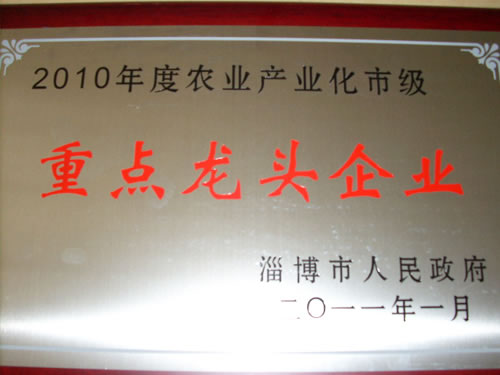 2010年度农业产业化市级
重点龙头企业
淄博市人民政府
二〇一一年一月